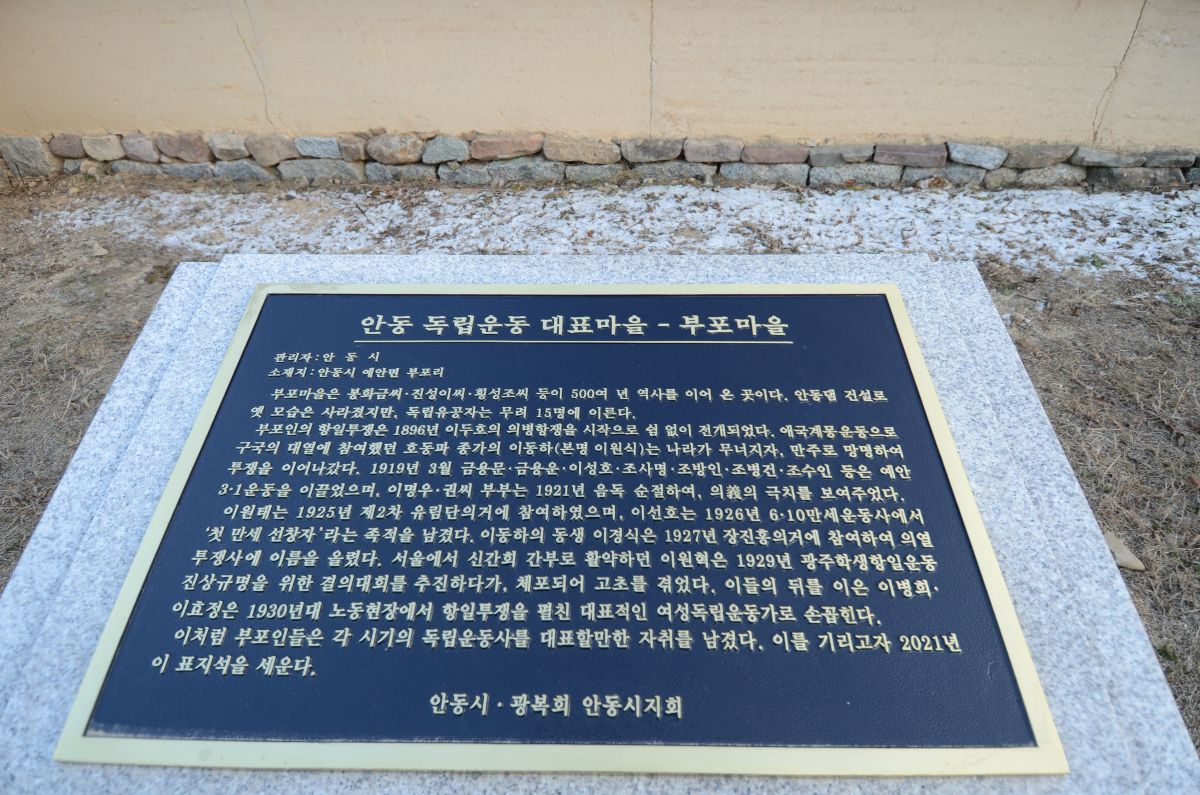 안동 독립운동 대표마을 - 부포마을
관리자 : 안 동 시
소재지 : 안동시 예안면 부포리
부포마을은 봉화금씨·진성이씨·횡성조씨 등이 500여 년 역사를 이어 온 곳이다. 안동댐 건설로
옛 모습은 사라졌지만, 독립유공자는 무려 15명에 이른다.
부포인의 항일투쟁은 1896년 이두호의 의병항쟁을 시작으로 쉼 없이 전개되었다. 애국계몽운동으로
구국의 대열에 참여했던 호동파 종가의 이동하(본명 이원식)는 나라가 무너지자, 만주로 망명하여
투쟁을 이어나갔다. 1919년 3월 금용문·금용운·이성호·조사명·조방인·조병건·조수인 등은 예안
3·1운동을 이끌었으며, 이명우·권씨 부부는 1921년 음독 순절하여, 의義의 극치를 보여주었다.
이원태는 1925년 제2차 유림단의거에 참여하였으며, 이선호는 1926년 6·10만세운동사에서
‘첫 만세 선창자’라는 족적을 남겼다. 이동하의 동생 이경식은 1927년 장진홍의거에 참여하여 의열
투쟁사에 이름을 올렸다. 서울에서 신간회 간부로 활약하던 이원혁은 1929년 광주학생항일운동
진상규명을 위한 결의대회를 추진하다가, 체포되어 고초를 겪었다. 이들의 뒤를 이은 이병희·
이효정은 1930년대 노동현장에서 항일투쟁을 펼친 대표적인 여성독립운동가로 손꼽힌다.
이처럼 부포인들은 각 시기의 독립운동사를 대표할만한 자취를 남겼다. 이를 기리고자 2021년
이 표지석을 세운다.
안동시 · 광복회 안동시지회